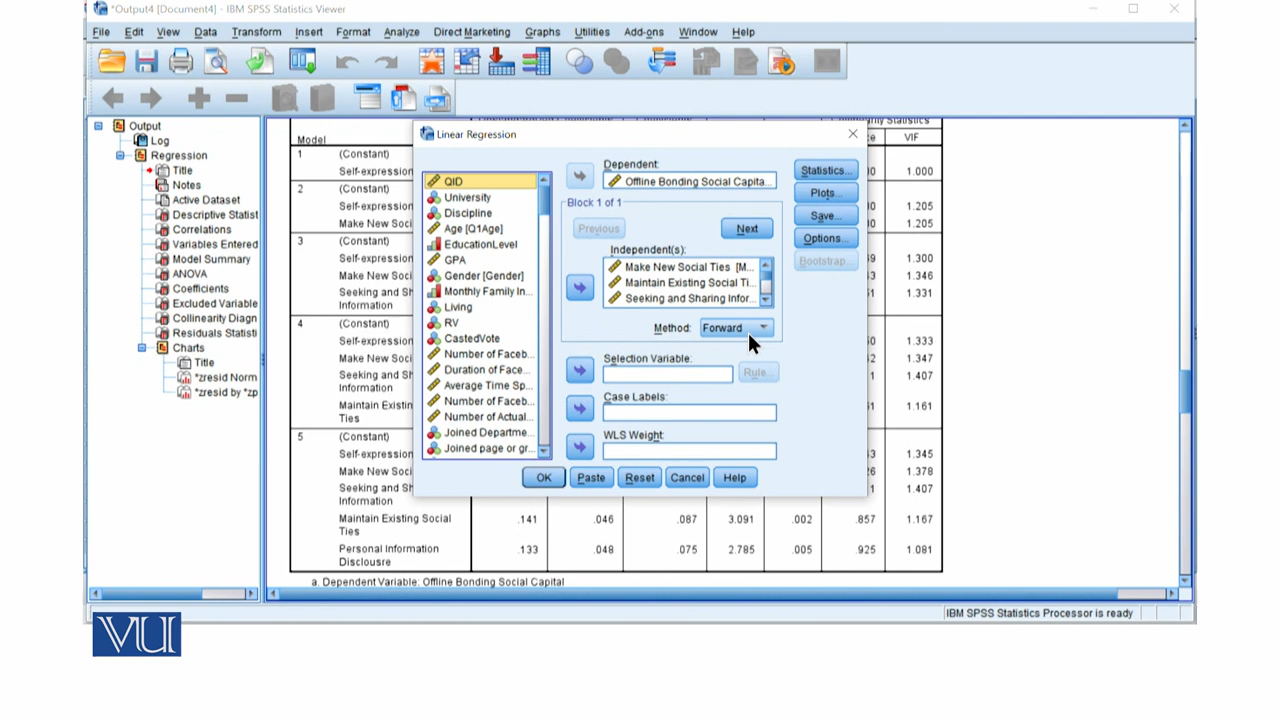 *Output4 [Document4] - IBM SPSS Statistics Viewer
File Edit View Data Transform Insert Format Analyze Direct Marketing Graphs Utilities Add-ons Window Help
Output
Log
Regression
Title
Notes
Active Dataset
Descriptive Statist
Correlations
Variables Entered
Model Summary
ANOVA
Coefficients
Excluded Variable
Collinearity Diagn
Residuals Statisti
Charts
Title
*zresid Norm
*zresid by *zp
Statistics
Model VIF
1 (Constant)
Self-expression 1.000
2 (Constant)
Self-expression 1.205
Make New Soci 1.205
3 (Constant)
Self-expression 1.300
Make New Soci 1.346
Seeking and Sh 1.331
Information
4 (Constant)
Self-expression 1.333
Make New Soci 1.347
Seeking and Sh 1.407
Information
Maintain Existin 1.161
Ties
5 (Constant)
Self-expression 1.345
Make New Soci 1.378
Seeking and Sh 1.407
Information
Maintain Existing Social .141 .046 .087 3.091 .002 .857 1.167
Ties
Personal Information .133 .048 .075 2.785 .005 .925 1.081
Disclousre
a. Dependent Variable: Offline Bonding Social Capital
Linear Regression
QID
University
Discipline
Age [Q1Age]
EducationLevel
GPA
Gender [Gender]
Monthly Family In...
Living
RV
CastedVote
Number of Faceb...
Duration of Face...
Average Time Sp...
Number of Faceb...
Number of Actual...
Joined Departme...
Joined page or gr...
Dependent:
Offline Bonding Social Capita...
Block 1 of 1
Previous Next
Independent(s):
Make New Social Ties [M...
Maintain Existing Social Ti...
Seeking and Sharing Infor...
Method: Forward
Selection Variable:
Rule...
Case Labels:
WLS Weight:
Statistics...
Plots...
Save...
Options...
Bootstrap...
OK Paste Reset Cancel Help
IBM SPSS Statistics Processor is ready
VU